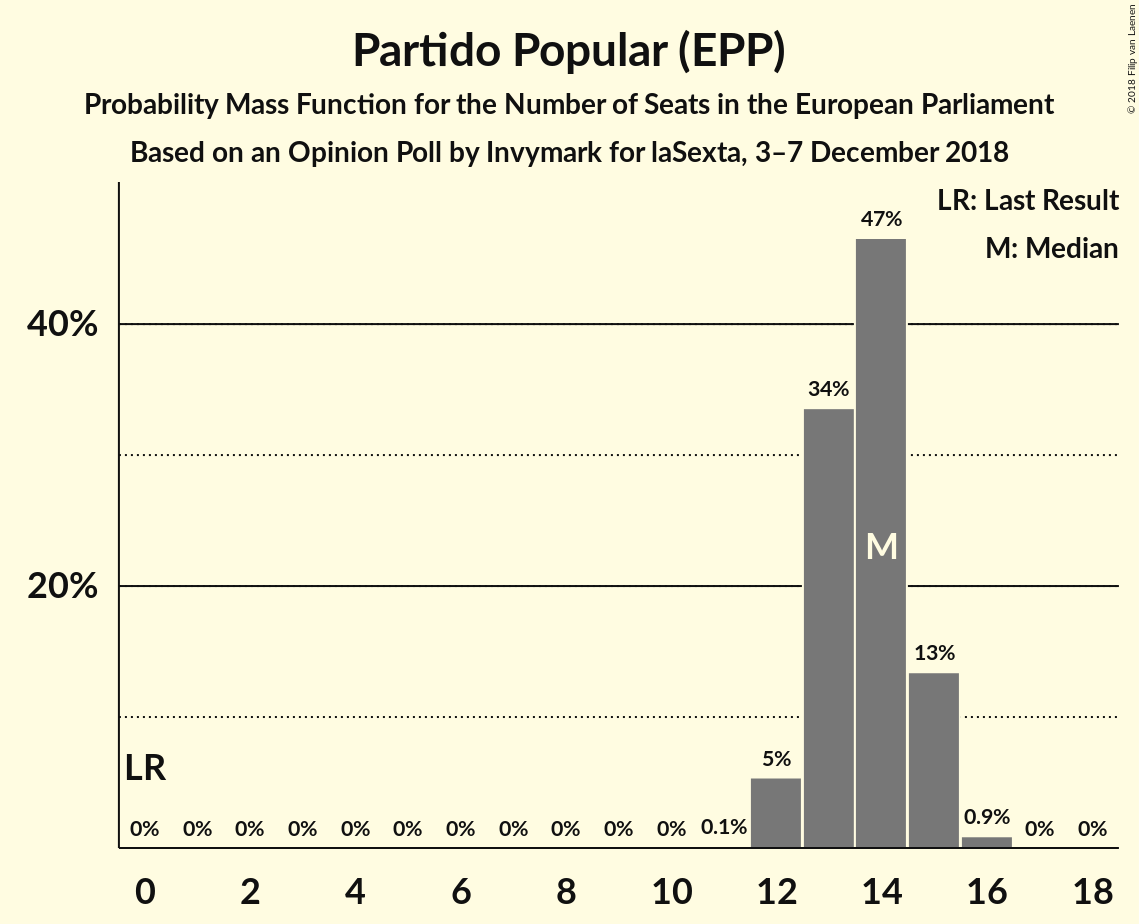 Partido Popular (EPP)
Probability Mass Function for the Number of Seats in the European Parliament
Based on an Opinion Poll by Invymark for laSexta, 3–7 December 2018
© 2018 Filip van Laenen
LR: Last Result
M: Median
47%
40%
34%
M
20%
13%
LR
5%
0% 0% 0% 0% 0% 0% 0% 0% 0% 0% 0% 0.1% 0.9% 0% 0%
0 2 4 6 8 10 12 14 16 18